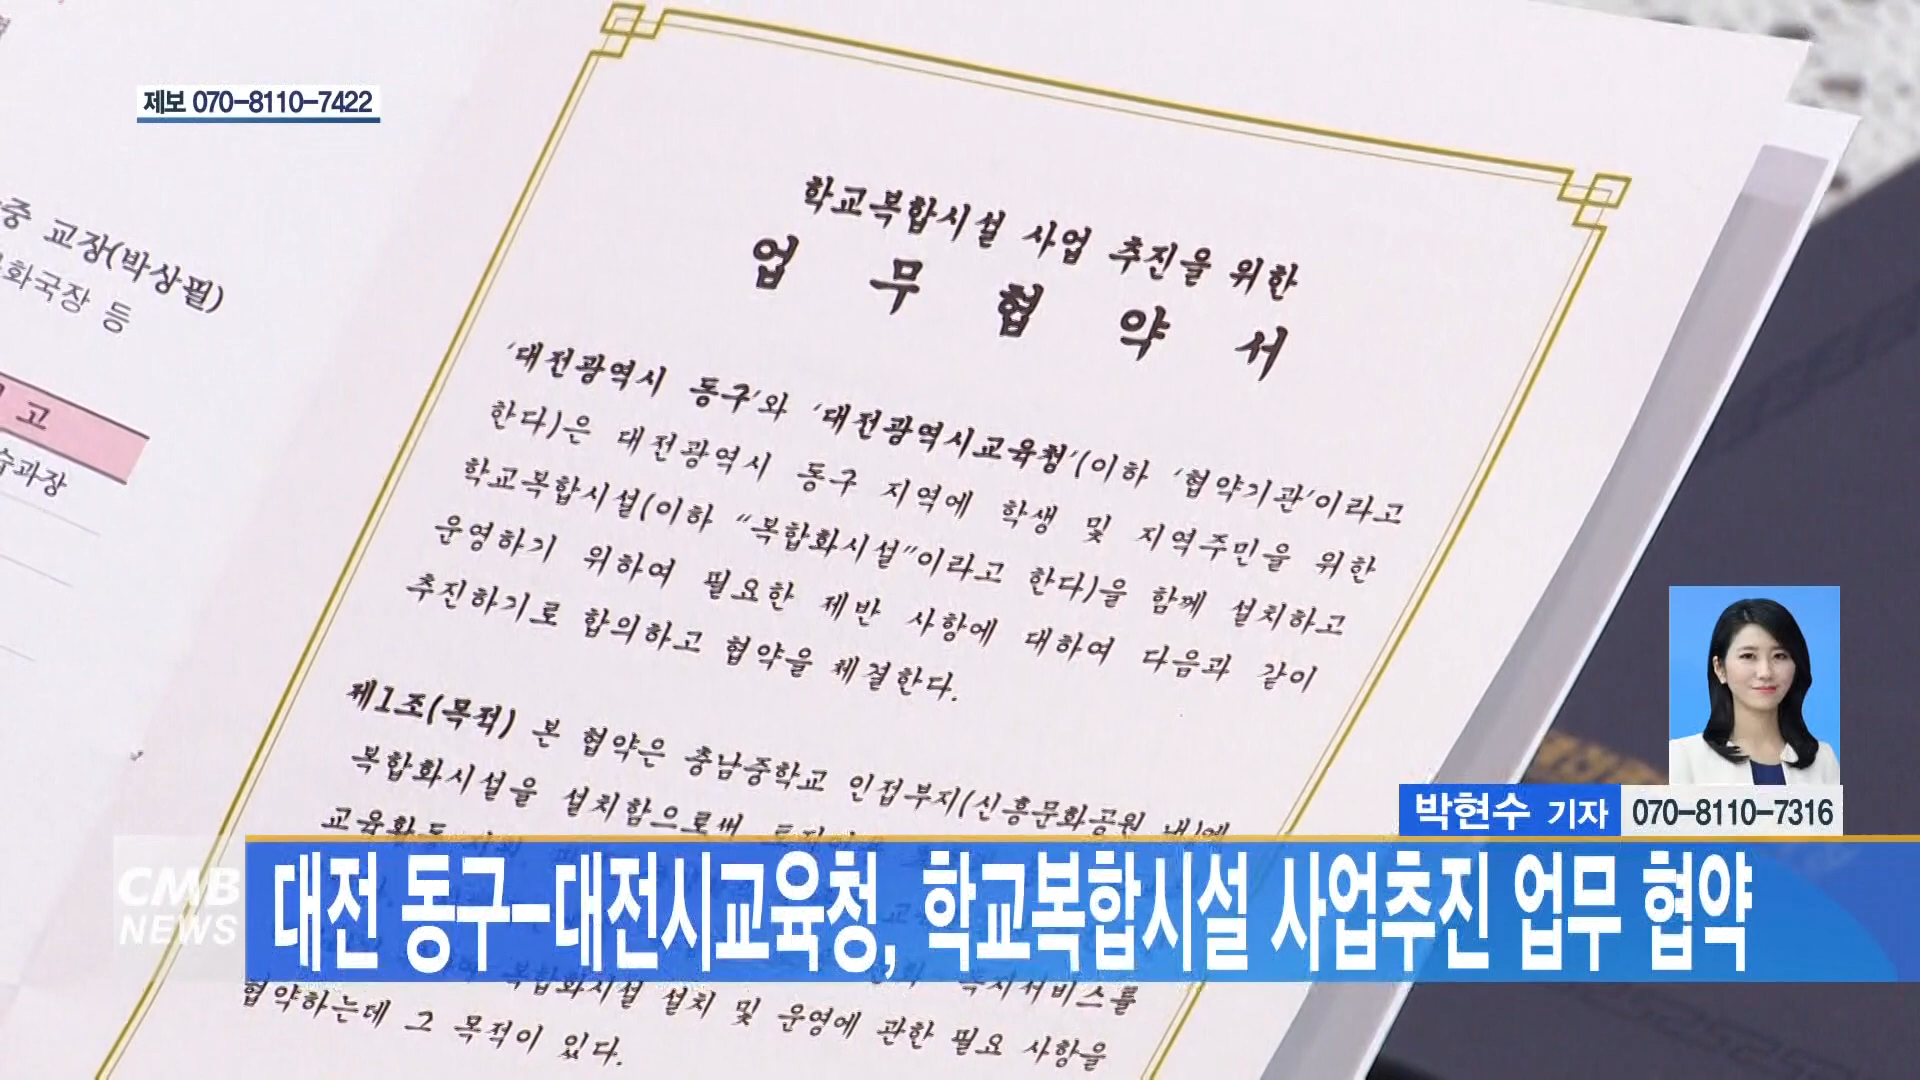 제보 070-8110-7422
중 교장(박상필)
화국장 등
고
과장
학교복합시설 사업 추진을 위한
업 무 협 약 서
'대전광역시 동구'와 '대전광역시교육청'(이하 '협약기관'이라고
한다)은 대전광역시 동구 지역에 학생 및 지역주민을 위한
학교복합시설(이하 "복합화시설"이라고 한다)을 함께 설치하고
운영하기 위하여 필요한 제반 사항에 대하여 다음과 같이
추진하기로 합의하고 협약을 체결한다.
제1조(목적) 본 협약은 충남중학교 인접부지(신흥문화공원 내)에
복합화시설을 설치함으로써
박현수 기자 070-8110-7316
CMB NEWS
대전 동구-대전시교육청, 학교복합시설 사업추진 업무 협약
복합화시설 설치 및 운영에 관한 필요 사항을
협약하는데 그 목적이 있다.